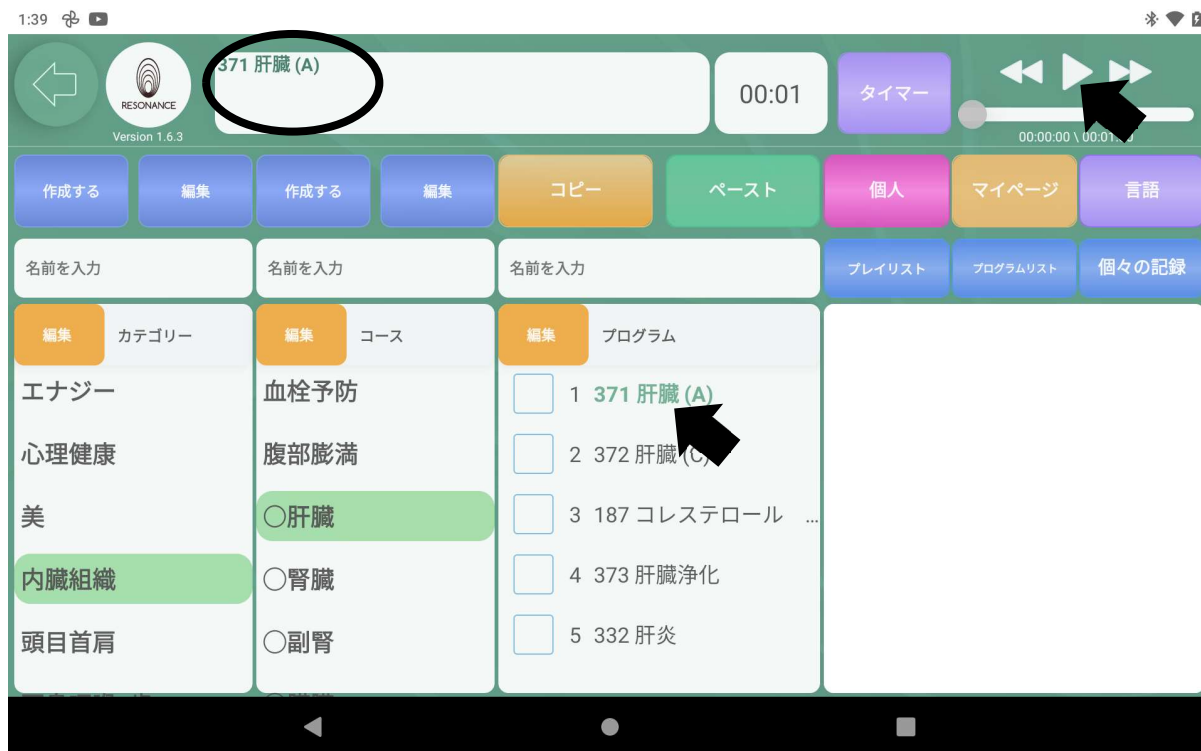 1:39
371 肝臓 (A)
RESONANCE
Version 1.6.3
00:01
タイマー
00:00:00 \ 00:01
作成する
編集
作成する
編集
コピー
ペースト
個人
マイページ
言語
名前を入力
名前を入力
名前を入力
プレイリスト
プログラムリスト
個々の記録
編集
カテゴリー
編集
コース
編集
プログラム
エナジー
心理健康
美
内臓組織
頭目首肩
血栓予防
腹部膨満
○肝臓
○腎臓
○副腎
1 371 肝臓 (A)
2 372 肝臓 (C)
3 187 コレステロール ...
4 373 肝臓浄化
5 332 肝炎